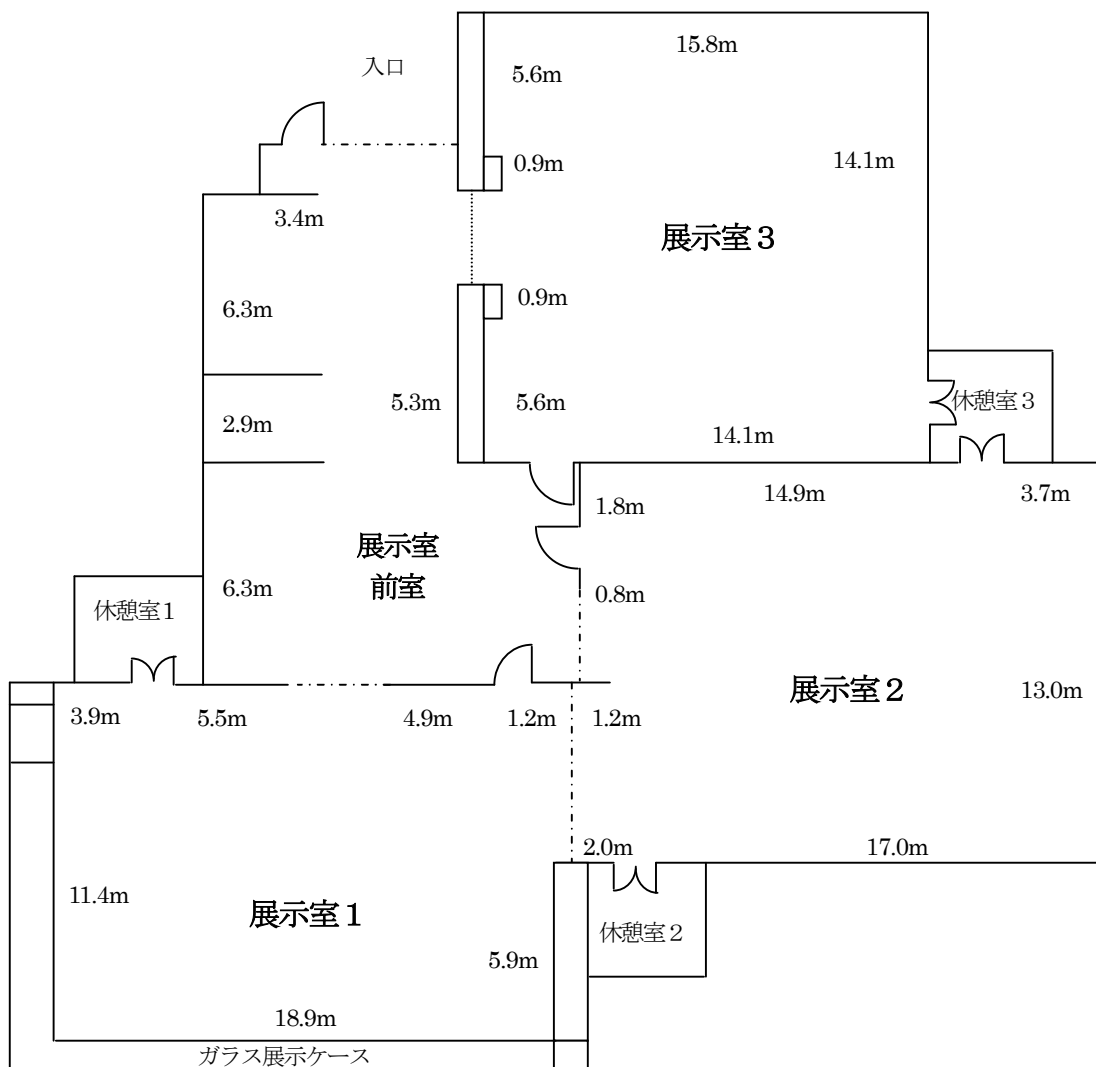 15.8m
入口
5.6m
0.9m
14.1m
3.4m
展示室３
0.9m
6.3m
5.3m
5.6m
休憩室３
2.9m
14.1m
14.9m
3.7m
1.8m
展示室
前室
6.3m
0.8m
休憩室１
展示室２
13.0m
3.9m
5.5m
4.9m
1.2m
1.2m
2.0m
17.0m
11.4m
展示室１
休憩室２
5.9m
18.9m
ガラス展示ケース